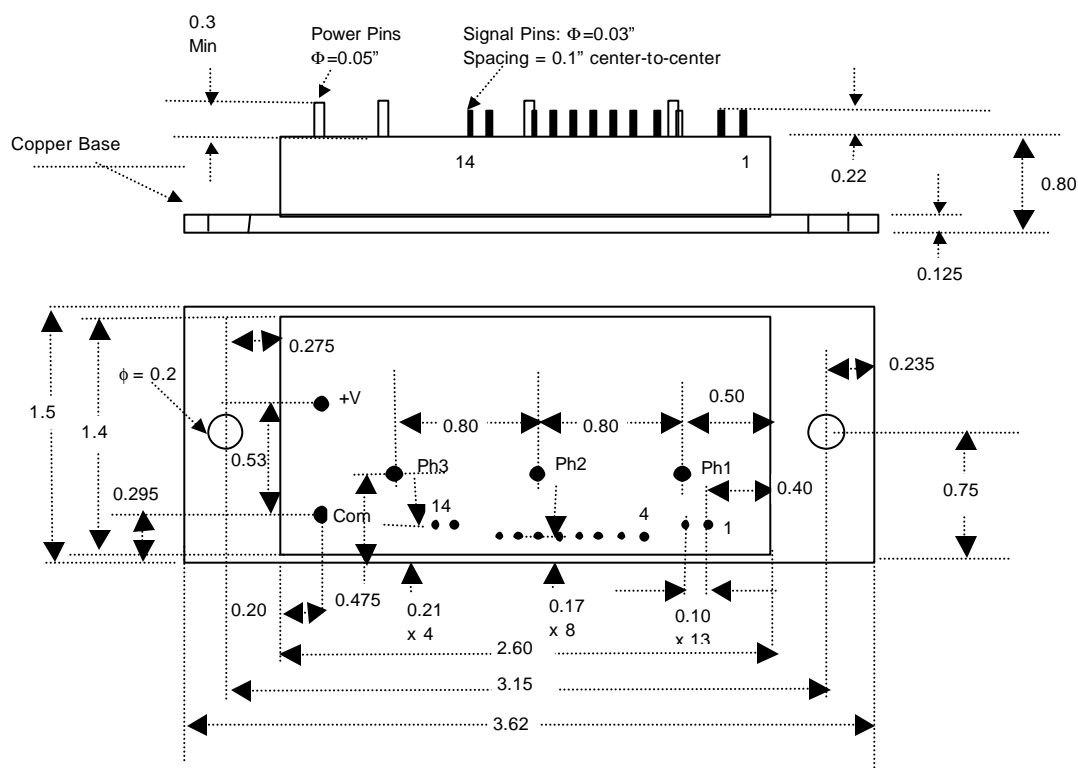 0.3
Min
Power Pins
Φ=0.05”
Signal Pins: Φ=0.03”
Spacing = 0.1” center-to-center
Copper Base
14
1
0.22
0.80
0.125
0.275
0.235
ϕ = 0.2
+V
0.50
1.5
1.4
0.80
0.80
0.53
Ph3
Ph2
Ph1
0.40
0.75
0.295
Com
14
4
1
0.20
0.475
0.21
x 4
0.17
x 8
0.10
x 13
2.60
3.15
3.62